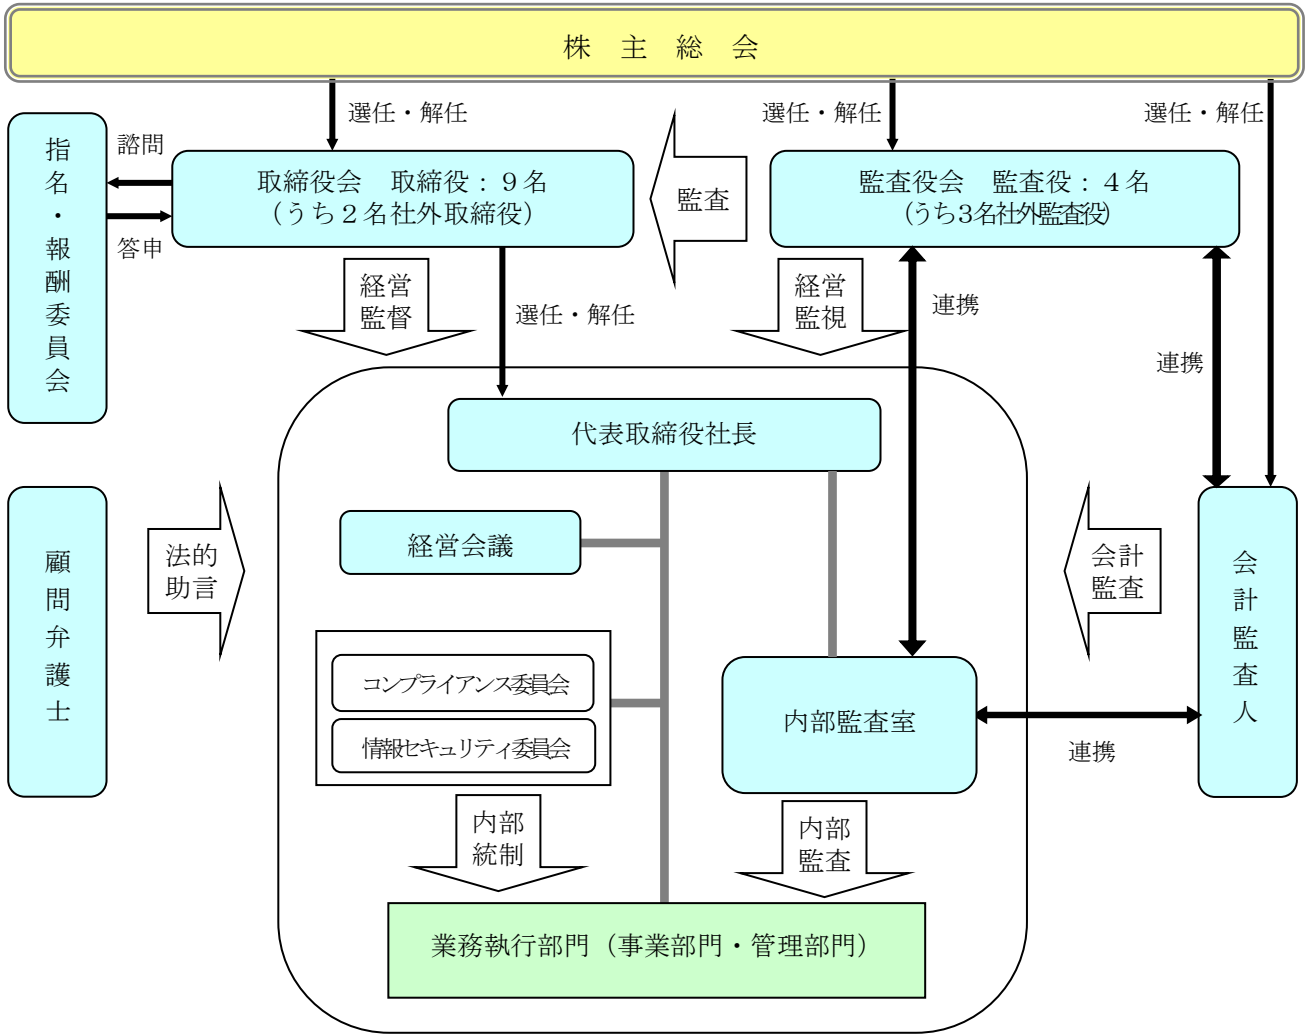 株　主　総　会
選任・解任
選任・解任
選任・解任
指名・報酬委員会
諮問
答申
取締役会　取締役：９名
（うち２名社外取締役）
監査
監査役会　監査役：４名
（うち３名社外監査役）
経営
監督
選任・解任
経営
監視
連携
連携
代表取締役社長
顧問弁護士
法的
助言
経営会議
会計
監査
会計監査人
コンプライアンス委員会
情報セキュリティ委員会
内部監査室
連携
内部
統制
内部
監査
業務執行部門（事業部門・管理部門）